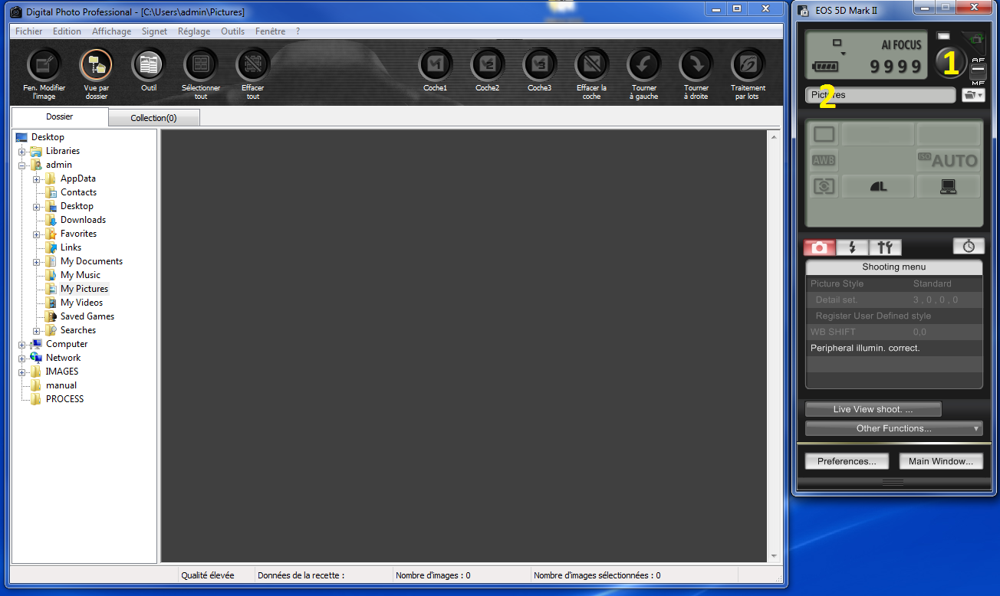 Digital Photo Professional - [C:\Users\admin\Pictures]
Fichier Edition Affichage Signet Réglage Outils Fenêtre ?
Fen. Modifier l'image
Vue par dossier
Outil
Sélectionner tout
Effacer tout
V1
Coche1
V2
Coche2
V3
Coche3
Effacer la coche
Tourner à gauche
Tourner à droite
Traitement par lots
Dossier
Collection(0)
Desktop
Libraries
admin
AppData
Contacts
Desktop
Downloads
Favorites
Links
My Documents
My Music
My Pictures
My Videos
Saved Games
Searches
Computer
Network
IMAGES
manual
PROCESS
Qualité élevée
Données de la recette :
Nombre d'images : 0
Nombre d'images sélectionnées : 0
EOS 5D Mark II
AI FOCUS
9999
1
AF
MF
2
Pictures
AWB
ISO AUTO
L
Shooting menu
Picture Style Standard
Detail set. 3 , 0 , 0 , 0
Register User Defined style
WB SHIFT 0,0
Peripheral illumin. correct.
Live View shoot. ...
Other Functions...
Preferences...
Main Window...